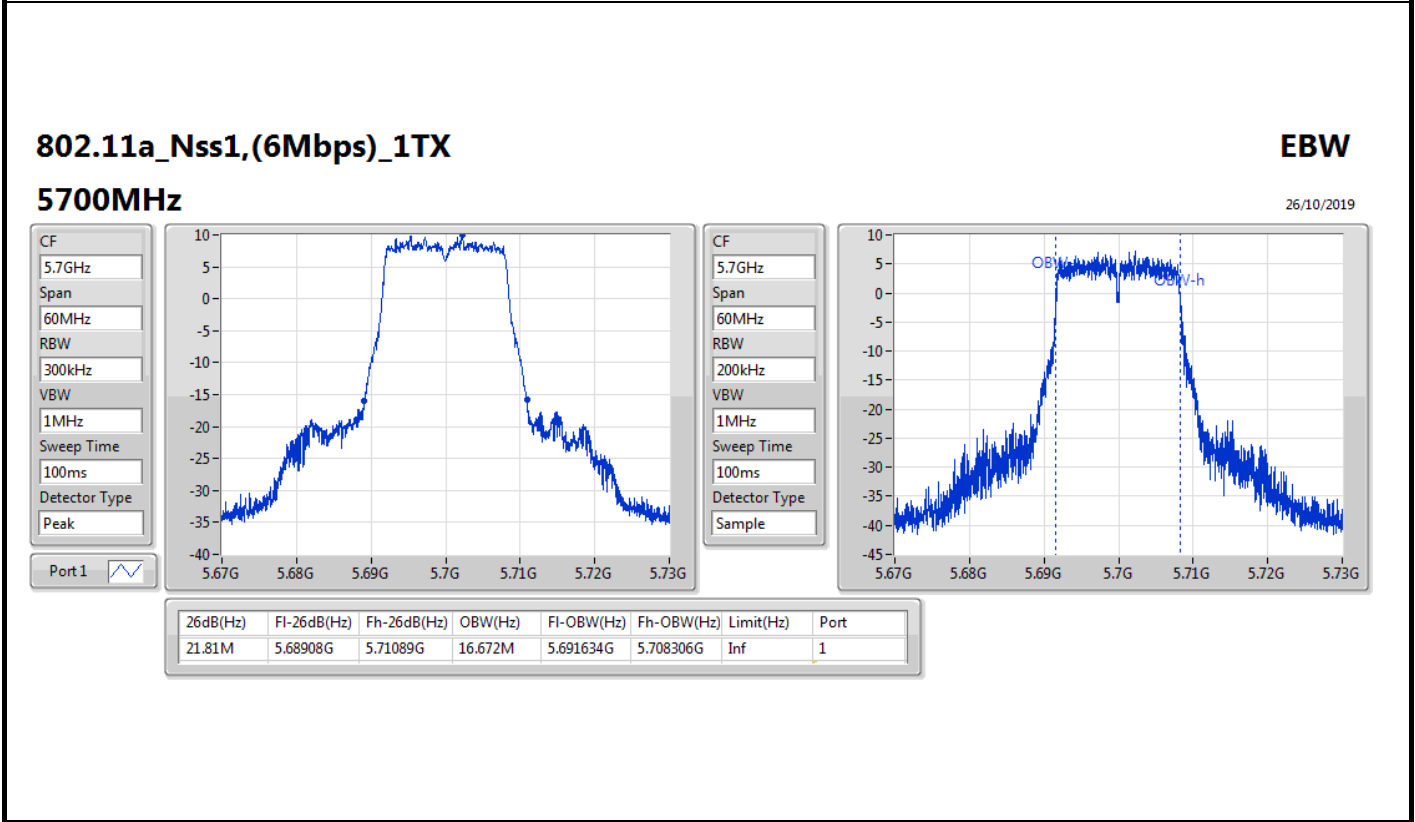 802.11a_Nss1,(6Mbps)_1TX
EBW
5700MHz
26/10/2019
CF
5.7GHz
Span
60MHz
RBW
300kHz
VBW
1MHz
Sweep Time
100ms
Detector Type
Peak
Port 1
10
5
0
-5
-10
-15
-20
-25
-30
-35
-40
5.67G 5.68G 5.69G 5.7G 5.71G 5.72G 5.73G
CF
5.7GHz
Span
60MHz
RBW
200kHz
VBW
1MHz
Sweep Time
100ms
Detector Type
Sample
10
5
0
-5
-10
-15
-20
-25
-30
-35
-40
-45
OBW-h
5.67G 5.68G 5.69G 5.7G 5.71G 5.72G 5.73G
26dB(Hz) Fl-26dB(Hz) Fh-26dB(Hz) OBW(Hz) Fl-OBW(Hz) Fh-OBW(Hz) Limit(Hz) Port
21.81M 5.68908G 5.71089G 16.672M 5.691634G 5.708306G Inf 1